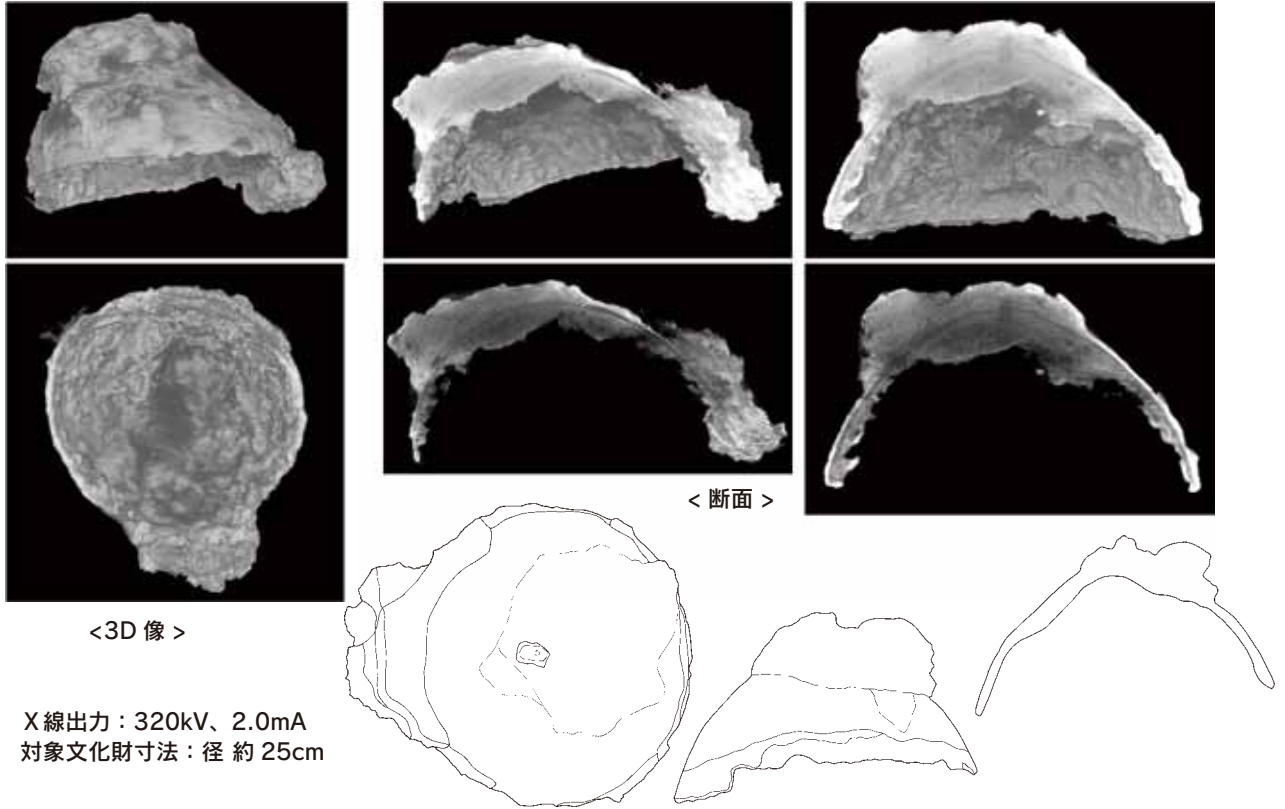 < 断面 >
<3D 像 >
X 線出力：320kV、2.0mA
対象文化財寸法：径 約 25cm